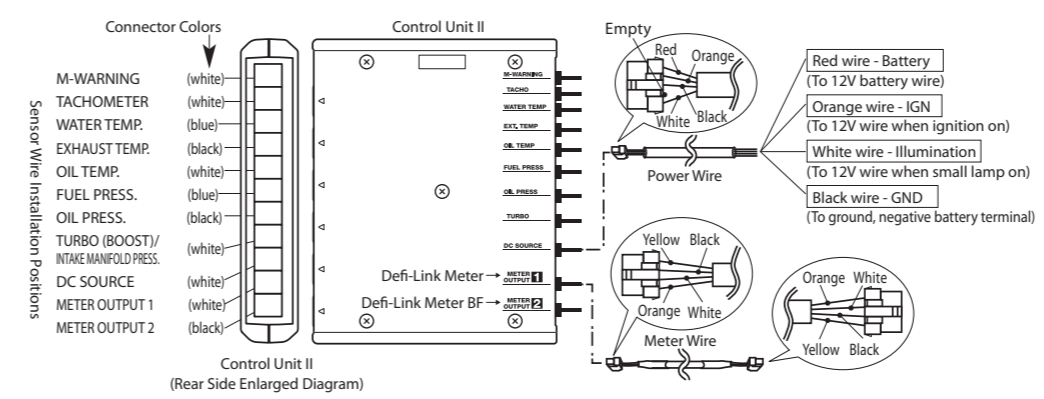 Connector Colors
Sensor Wire Installation Positions
M-WARNING (white)
TACHOMETER (white)
WATER TEMP. (blue)
EXHAUST TEMP. (black)
OIL TEMP. (white)
FUEL PRESS. (blue)
OIL PRESS. (black)
TURBO (BOOST)/
INTAKE MANIFOLD PRESS. (white)
DC SOURCE (white)
METER OUTPUT 1 (white)
METER OUTPUT 2 (black)
Control Unit II
(Rear Side Enlarged Diagram)
Control Unit II
M-WARNING
TACHO
WATER TEMP
EXT. TEMP
OIL TEMP
FUEL PRESS
OIL PRESS
TURBO
DC SOURCE
Defi-Link Meter
METER
OUTPUT 1
Defi-Link Meter BF
METER
OUTPUT 2
Empty
Red
Orange
White
Black
Power Wire
Red wire - Battery
(To 12V battery wire)
Orange wire - IGN
(To 12V wire when ignition on)
White wire - Illumination
(To 12V wire when small lamp on)
Black wire - GND
(To ground, negative battery terminal)
Yellow Black
Orange White
Meter Wire
Orange White
Yellow Black